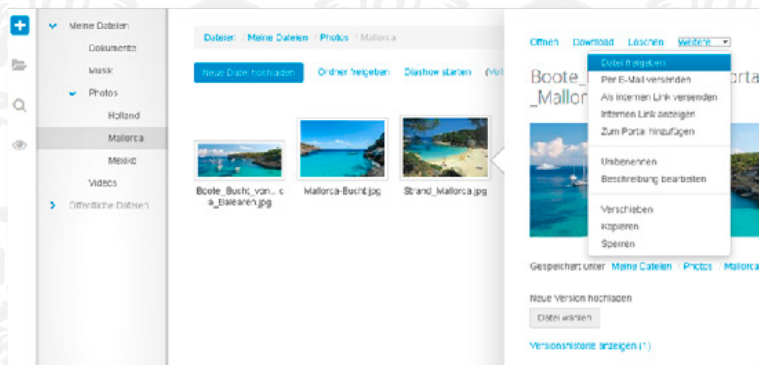 Meine Dateien
Dokumente
Musik
Photos
Holland
Mallorca
Mexiko
Videos
Öffentliche Dateien
Dateien / Meine Dateien / Photos / Mallorca
Neue Datei hochladen Ordner freigeben Diashow starten
Boote_Bucht_von... c
a_Balearen.jpg
Mallorca-Bucht.jpg
Strand_Mallorca.jpg
Öffnen Download Löschen Weitere
Boote_
_Mallor
Datei freigeben
Per E-Mail versenden
Als internen Link versenden
Internen Link anzeigen
Zum Portal hinzufügen
Umbenennen
Beschreibung bearbeiten
Verschieben
Kopieren
Sperren
Gespeichert unter Meine Dateien / Photos / Mallorca
Neue Version hochladen
Datei wählen
Versionshistorie anzeigen (1)